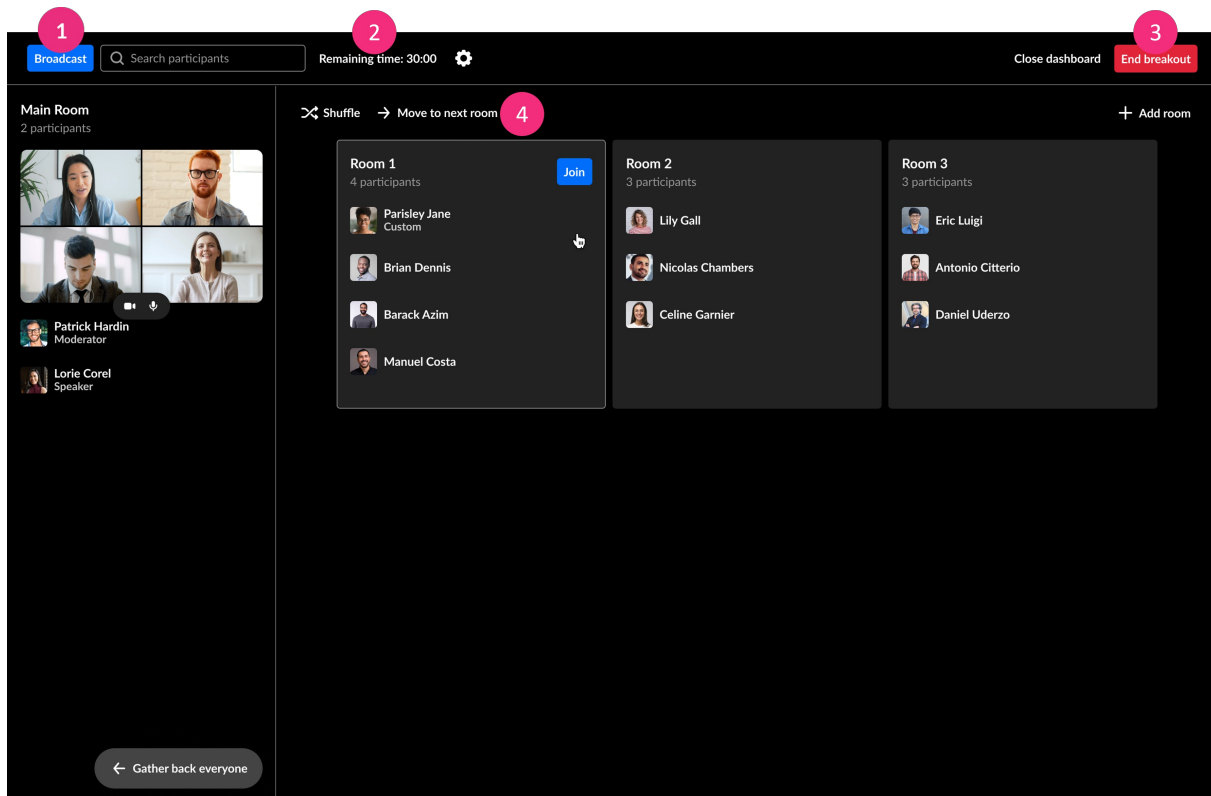 1
2
3
Broadcast
Search participants
Remaining time: 30:00
Close dashboard
End breakout
Main Room
2 participants
Patrick Hardin
Moderator
Lorie Corel
Speaker
Gather back everyone
Shuffle
Move to next room
4
Add room
Room 1
4 participants
Join
Parisley Jane
Custom
Brian Dennis
Barack Azim
Manuel Costa
Room 2
3 participants
Lily Gall
Nicolas Chambers
Celine Garnier
Room 3
3 participants
Eric Luigi
Antonio Citterio
Daniel Uderzo